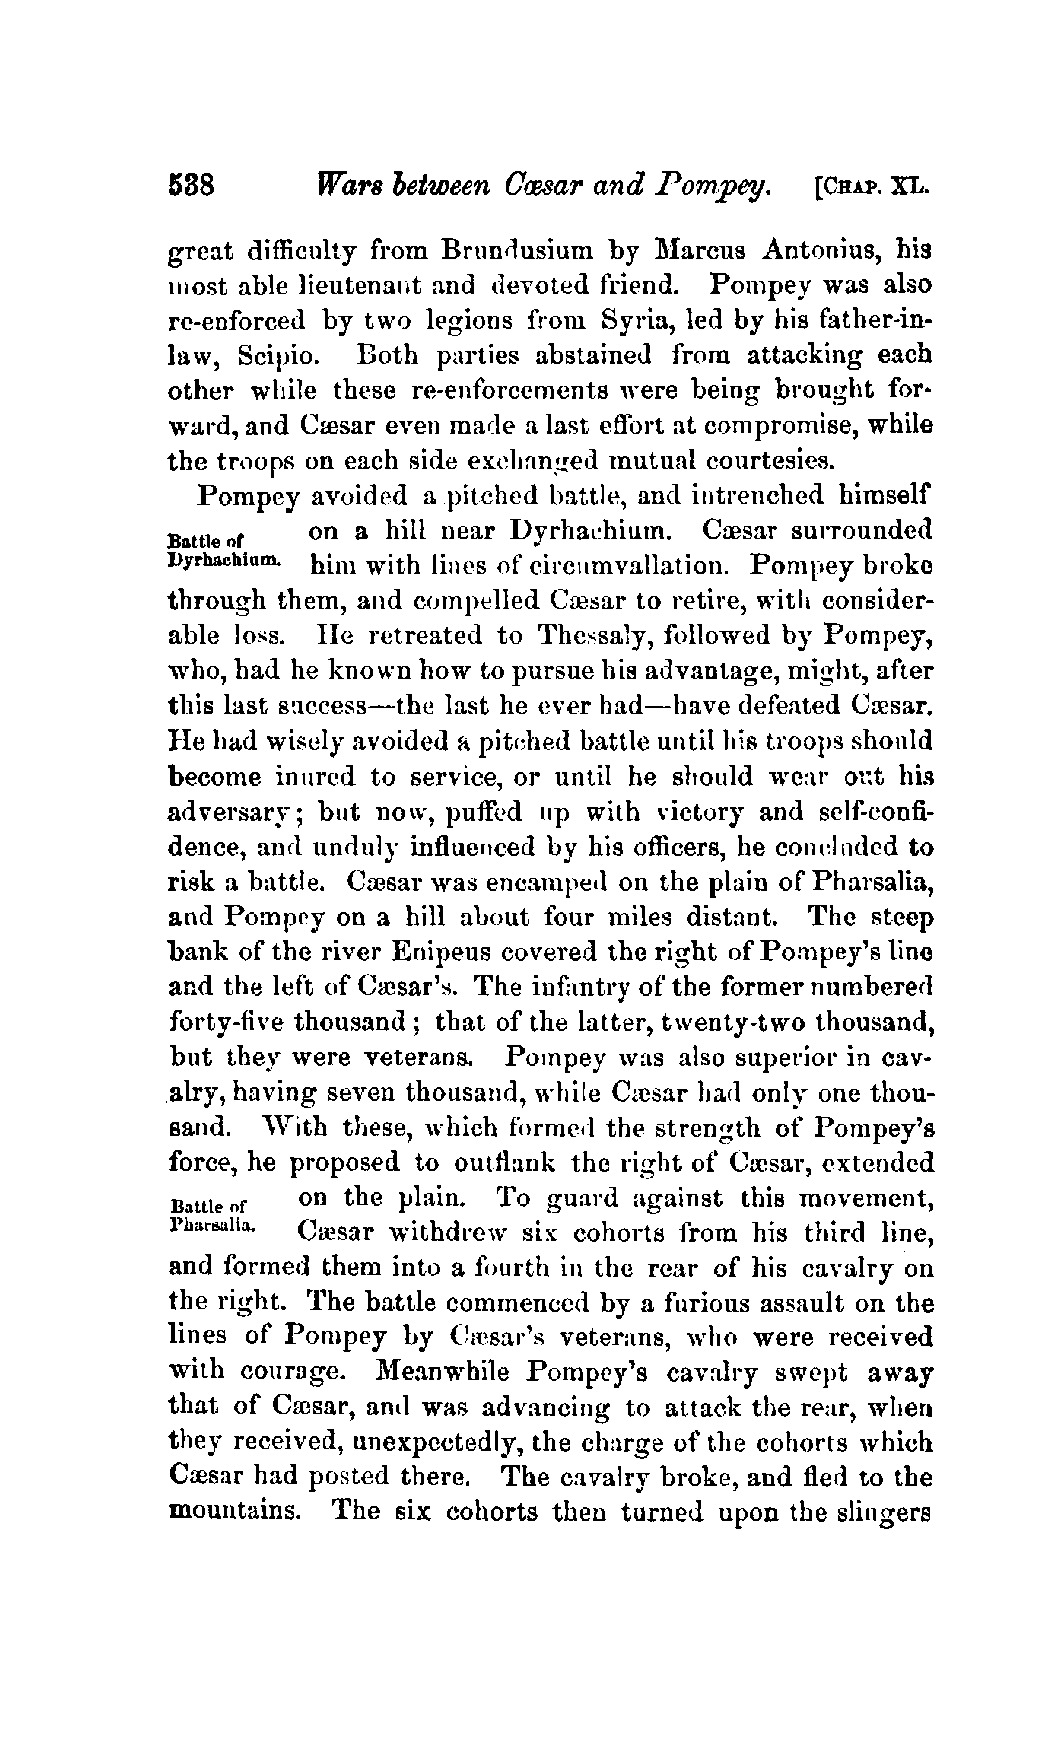 538 Wars between Cæsar and Pompey. [CHAP. XL.
great difficulty from Brundusium by Marcus Antonius, his
most able lieutenant and devoted friend. Pompey was also
re-enforced by two legions from Syria, led by his father-in-
law, Scipio. Both parties abstained from attacking each
other while these re-enforcements were being brought for-
ward, and Cæsar even made a last effort at compromise, while
the troops on each side exchanged mutual courtesies.
Pompey avoided a pitched battle, and intrenched himself
Battle of
Dyrhachium.
on a hill near Dyrhachium. Cæsar surrounded
him with lines of circumvallation. Pompey broke
through them, and compelled Cæsar to retire, with consider-
able loss. He retreated to Thessaly, followed by Pompey,
who, had he known how to pursue his advantage, might, after
this last success—the last he ever had—have defeated Cæsar.
He had wisely avoided a pitched battle until his troops should
become inured to service, or until he should wear out his
adversary; but now, puffed up with victory and self-confi-
dence, and unduly influenced by his officers, he concluded to
risk a battle. Cæsar was encamped on the plain of Pharsalia,
and Pompey on a hill about four miles distant. The steep
bank of the river Enipeus covered the right of Pompey's line
and the left of Cæsar's. The infantry of the former numbered
forty-five thousand; that of the latter, twenty-two thousand,
but they were veterans. Pompey was also superior in cav-
alry, having seven thousand, while Cæsar had only one thou-
sand. With these, which formed the strength of Pompey's
force, he proposed to outflank the right of Cæsar, extended
Battle of
Pharsalia.
on the plain. To guard against this movement,
Cæsar withdrew six cohorts from his third line,
and formed them into a fourth in the rear of his cavalry on
the right. The battle commenced by a furious assault on the
lines of Pompey by Cæsar's veterans, who were received
with courage. Meanwhile Pompey's cavalry swept away
that of Cæsar, and was advancing to attack the rear, when
they received, unexpectedly, the charge of the cohorts which
Cæsar had posted there. The cavalry broke, and fled to the
mountains. The six cohorts then turned upon the slingers